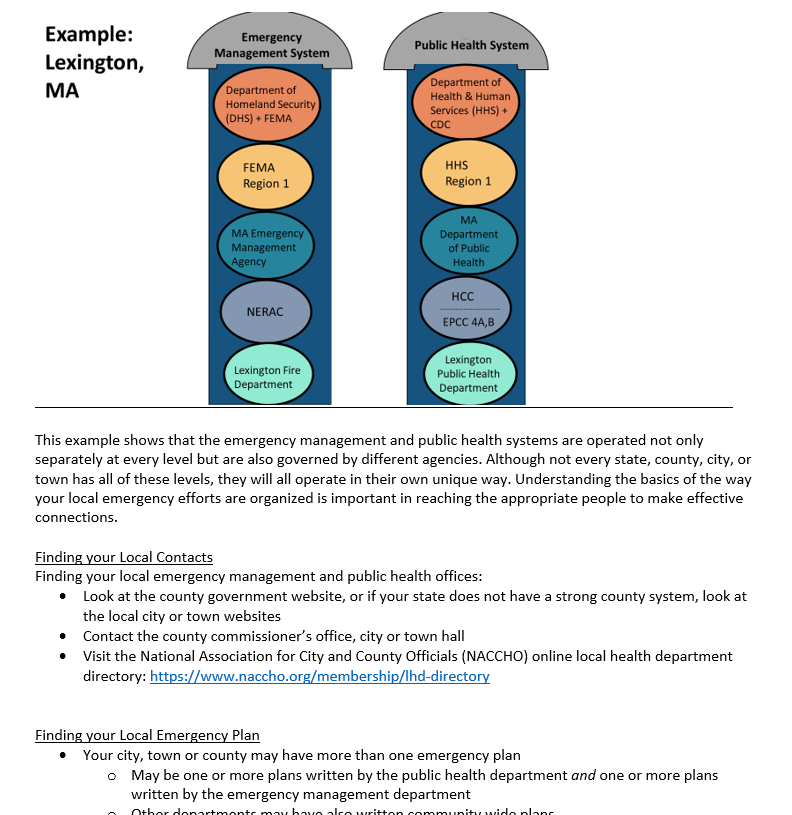 Example:
Lexington,
MA
Emergency
Management System
Department of
Homeland Security
(DHS) + FEMA
FEMA
Region 1
MA Emergency
Management
Agency
NERAC
Lexington Fire
Department
Public Health System
Department of
Health & Human
Services (HHS) +
CDC
HHS
Region 1
MA
Department
of Public
Health
HCC
EPCC 4A,B
Lexington
Public Health
Department
This example shows that the emergency management and public health systems are operated not only
separately at every level but are also governed by different agencies. Although not every state, county, city, or
town has all of these levels, they will all operate in their own unique way. Understanding the basics of the way
your local emergency efforts are organized is important in reaching the appropriate people to make effective
connections.
Finding your Local Contacts
Finding your local emergency management and public health offices:
• Look at the county government website, or if your state does not have a strong county system, look at
the local city or town websites
• Contact the county commissioner's office, city or town hall
• Visit the National Association for City and County Officials (NACCHO) online local health department
directory: https://www.naccho.org/membership/lhd-directory
Finding your Local Emergency Plan
• Your city, town or county may have more than one emergency plan
o May be one or more plans written by the public health department and one or more plans
written by the emergency management department
o Other departments may have also written community wide plans